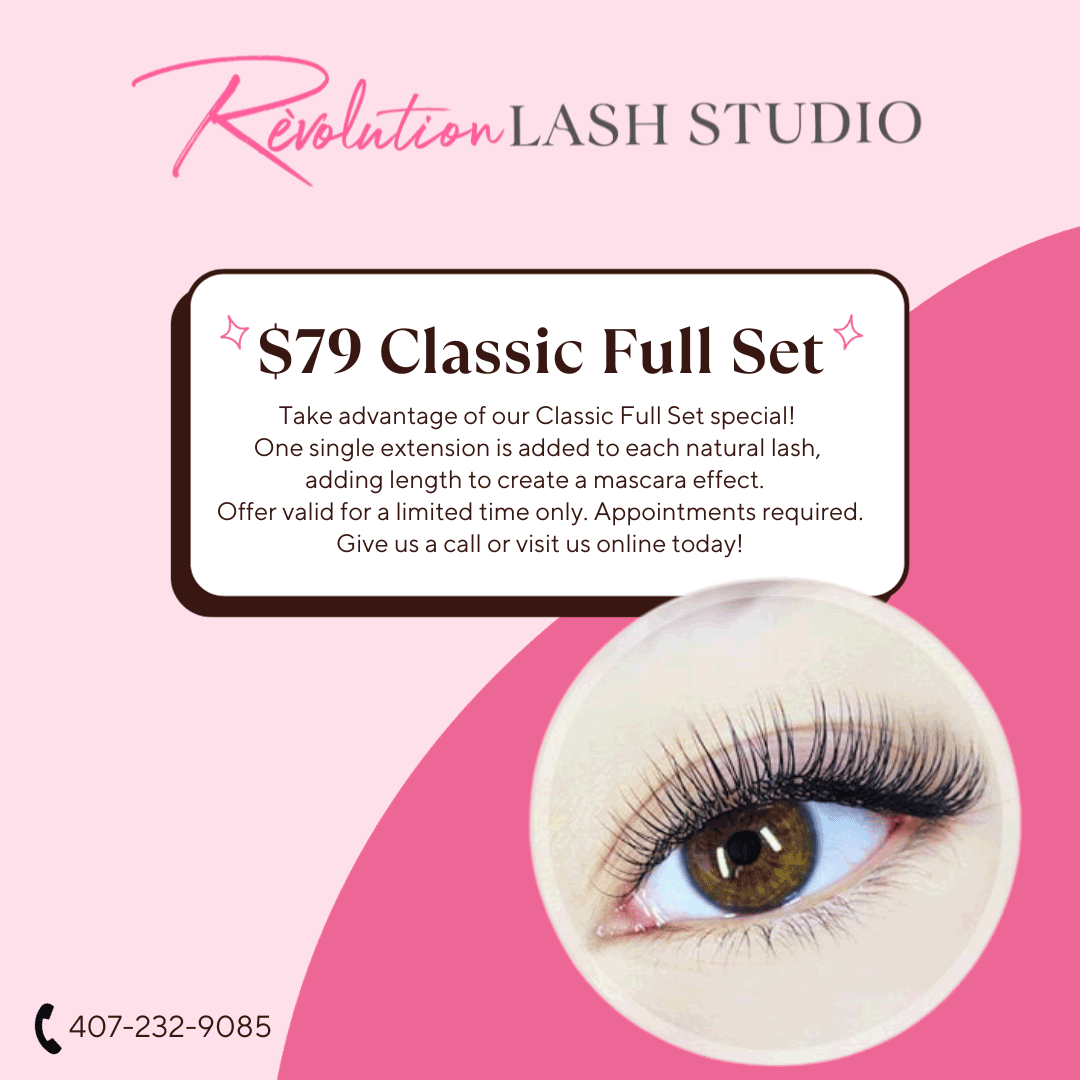 Rèvolution LASH STUDIO
$79 Classic Full Set
Take advantage of our Classic Full Set special!
One single extension is added to each natural lash,
adding length to create a mascara effect.
Offer valid for a limited time only. Appointments required.
Give us a call or visit us online today!
407-232-9085